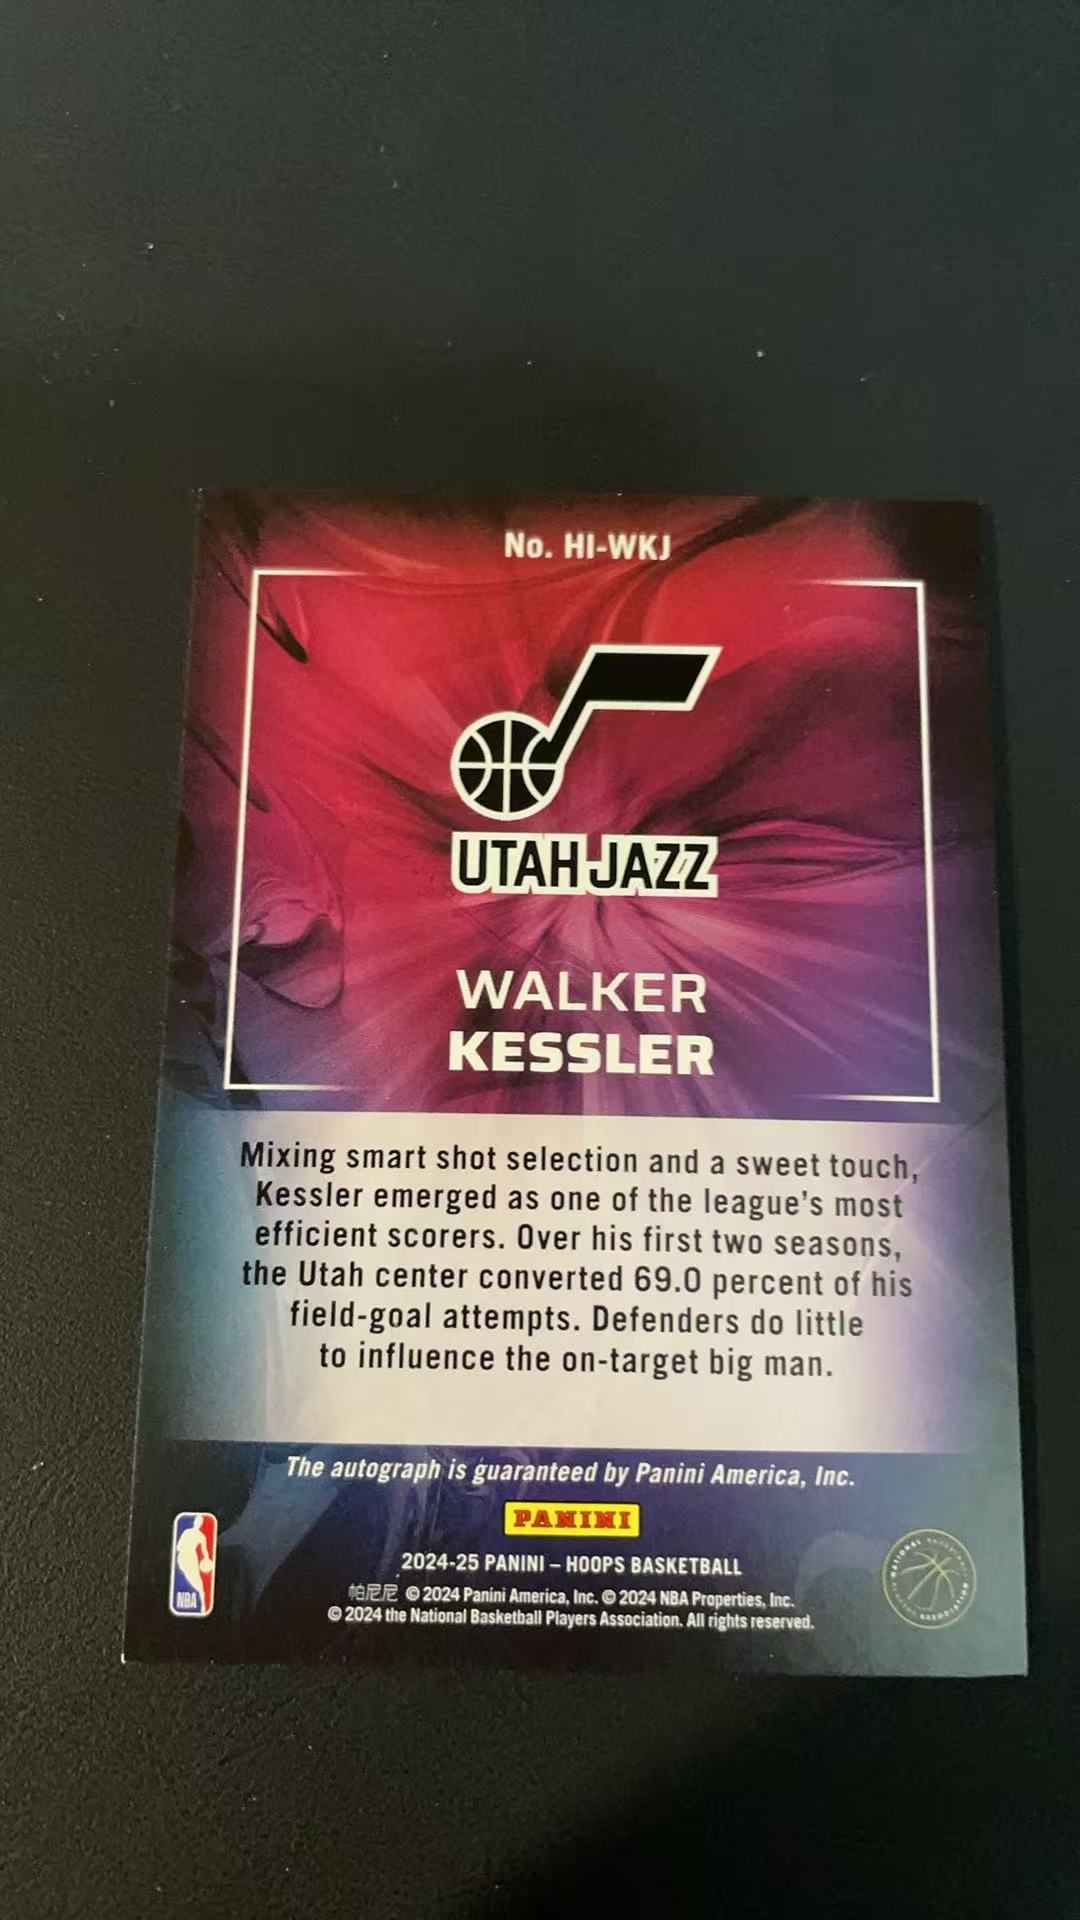 No. HI-WKJ
UTAH JAZZ
WALKER
KESSLER
Mixing smart shot selection and a sweet touch,
Kessler emerged as one of the league's most
efficient scorers. Over his first two seasons,
the Utah center converted 69.0 percent of his
field-goal attempts. Defenders do little
to influence the on-target big man.
The autograph is guaranteed by Panini America, Inc.
PANINI
2024-25 PANINI – HOOPS BASKETBALL
帕尼尼 © 2024 Panini America, Inc. © 2024 NBA Properties, Inc.
© 2024 the National Basketball Players Association. All rights reserved.
NBA
NATIONAL
ASSOCIATION